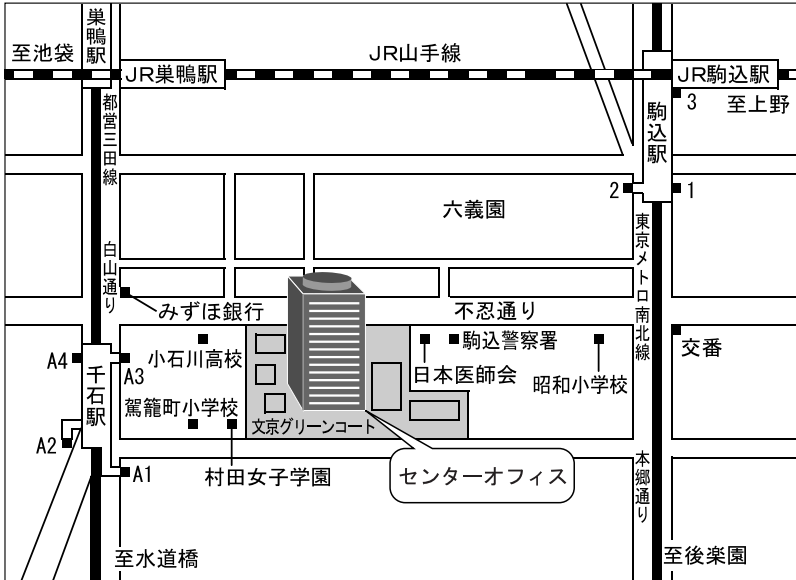 巣鴨駅
至池袋
JR山手線
JR巣鴨駅
JR駒込駅
3
至上野
都営三田線
駒込駅
2
1
六義園
東京メトロ南北線
白山通り
みずほ銀行
不忍通り
A4
千石駅
A3
小石川高校
駒込警察署
日本医師会
昭和小学校
交番
駕籠町小学校
文京グリーンコート
A2
A1
村田女子学園
センターオフィス
本郷通り
至水道橋
至後楽園